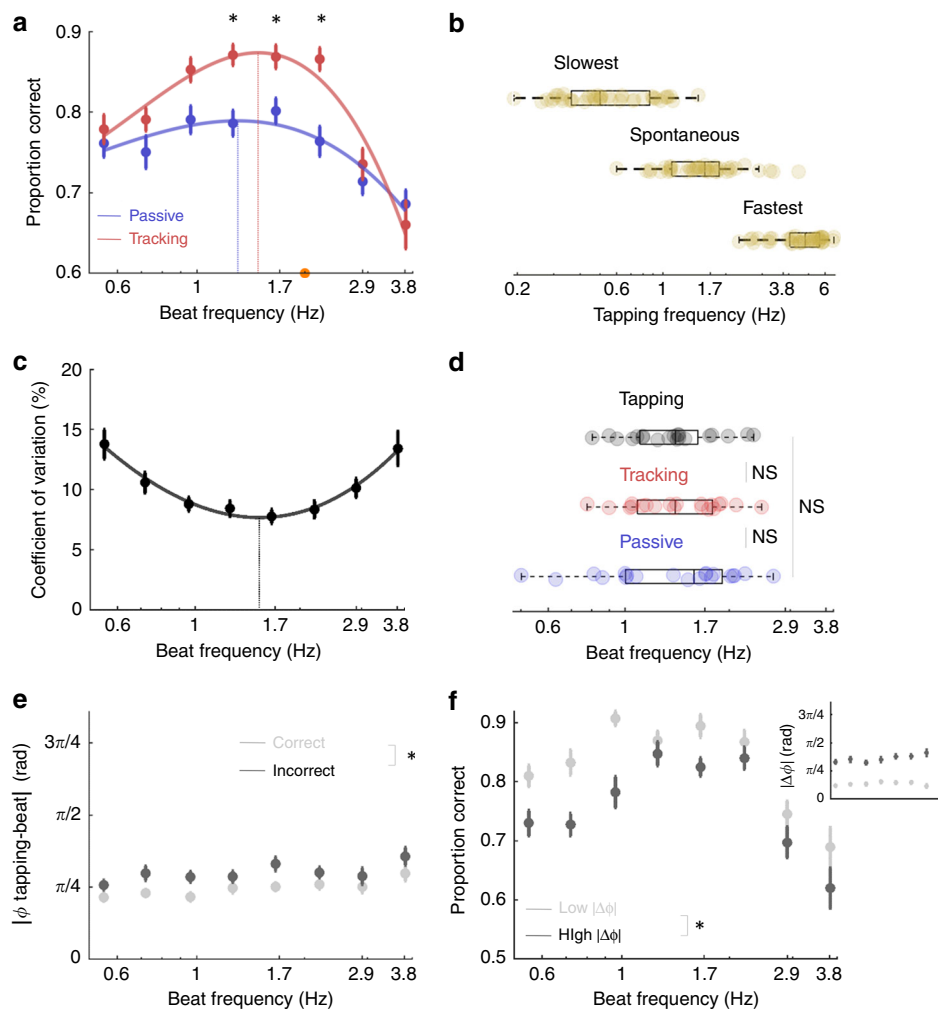 a
* * *
0.9
0.8
0.7
0.6
Proportion correct
Passive
Tracking
0.6 1 1.7 2.9 3.8
Beat frequency (Hz)
b
Slowest
Spontaneous
Fastest
0.2 0.6 1 1.7 3.8 6
Tapping frequency (Hz)
c
20
15
10
5
0
Coefficient of variation (%)
0.6 1 1.7 2.9 3.8
Beat frequency (Hz)
d
Tapping
Tracking
Passive
NS
NS
NS
0.6 1 1.7 2.9 3.8
Beat frequency (Hz)
e
3π/4
π/2
π/4
0
|ϕ tapping-beat| (rad)
Correct
Incorrect
*
0.6 1 1.7 2.9 3.8
Beat frequency (Hz)
f
0.9
0.8
0.7
0.6
0.5
Proportion correct
Low |Δϕ|
HIgh |Δϕ|
*
0.6 1 1.7 2.9 3.8
Beat frequency (Hz)
3π/4
π/2
π/4
0
|Δϕ| (rad)